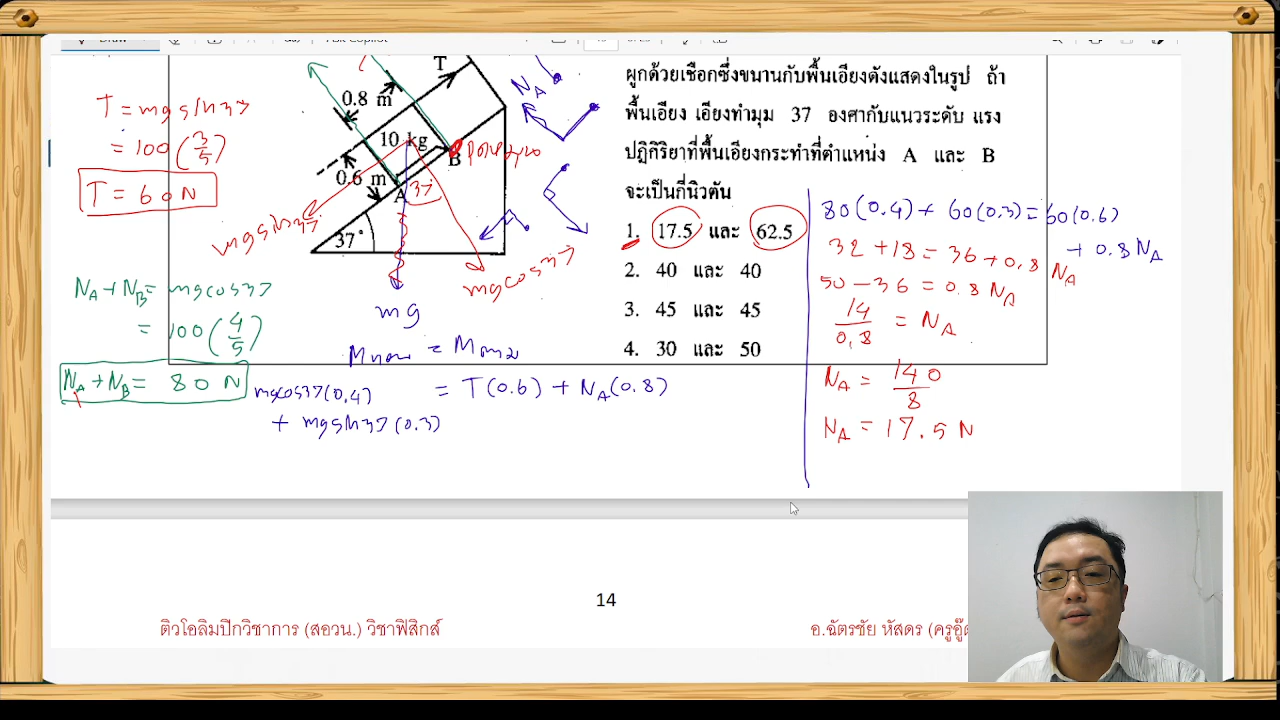 T
0.8 m
10 kg
B
0.6 m
A
37
37°
mg sin37
mg cos37
mg
N A
T = mg sin37
= 100 (3/5)
T = 60 N
N A + N B = mg cos37
= 100 (4/5)
N A + N B = 80 N
ผูกด้วยเชือกซึ่งขนานกับพื้นเอียงดังแสดงในรูป ถ้า
พื้นเอียง เอียงทำมุม 37 องศากับแนวระดับ แรง
ปฏิกิริยาที่พื้นเอียงกระทำที่ตำแหน่ง A และ B
จะเป็นกี่นิวตัน
1. 17.5 และ 62.5
2. 40 และ 40
3. 45 และ 45
4. 30 และ 50
= T(0.6) + N A (0.8)
mg cos37 (0.4)
+ mg sin37 (0.3)
80(0.4) + 60(0.3) = 60(0.6)
+ 0.8 N A
32 + 18 = 36 + 0.8 N A
50 - 36 = 0.8 N A
14/0.8 = N A
N A = 140/8
N A = 17.5 N
14
ติวโอลิมปิกวิชาการ (สอวน.) วิชาฟิสิกส์
อ.ฉัตรชัย หัสดร (ครูอู๊ด